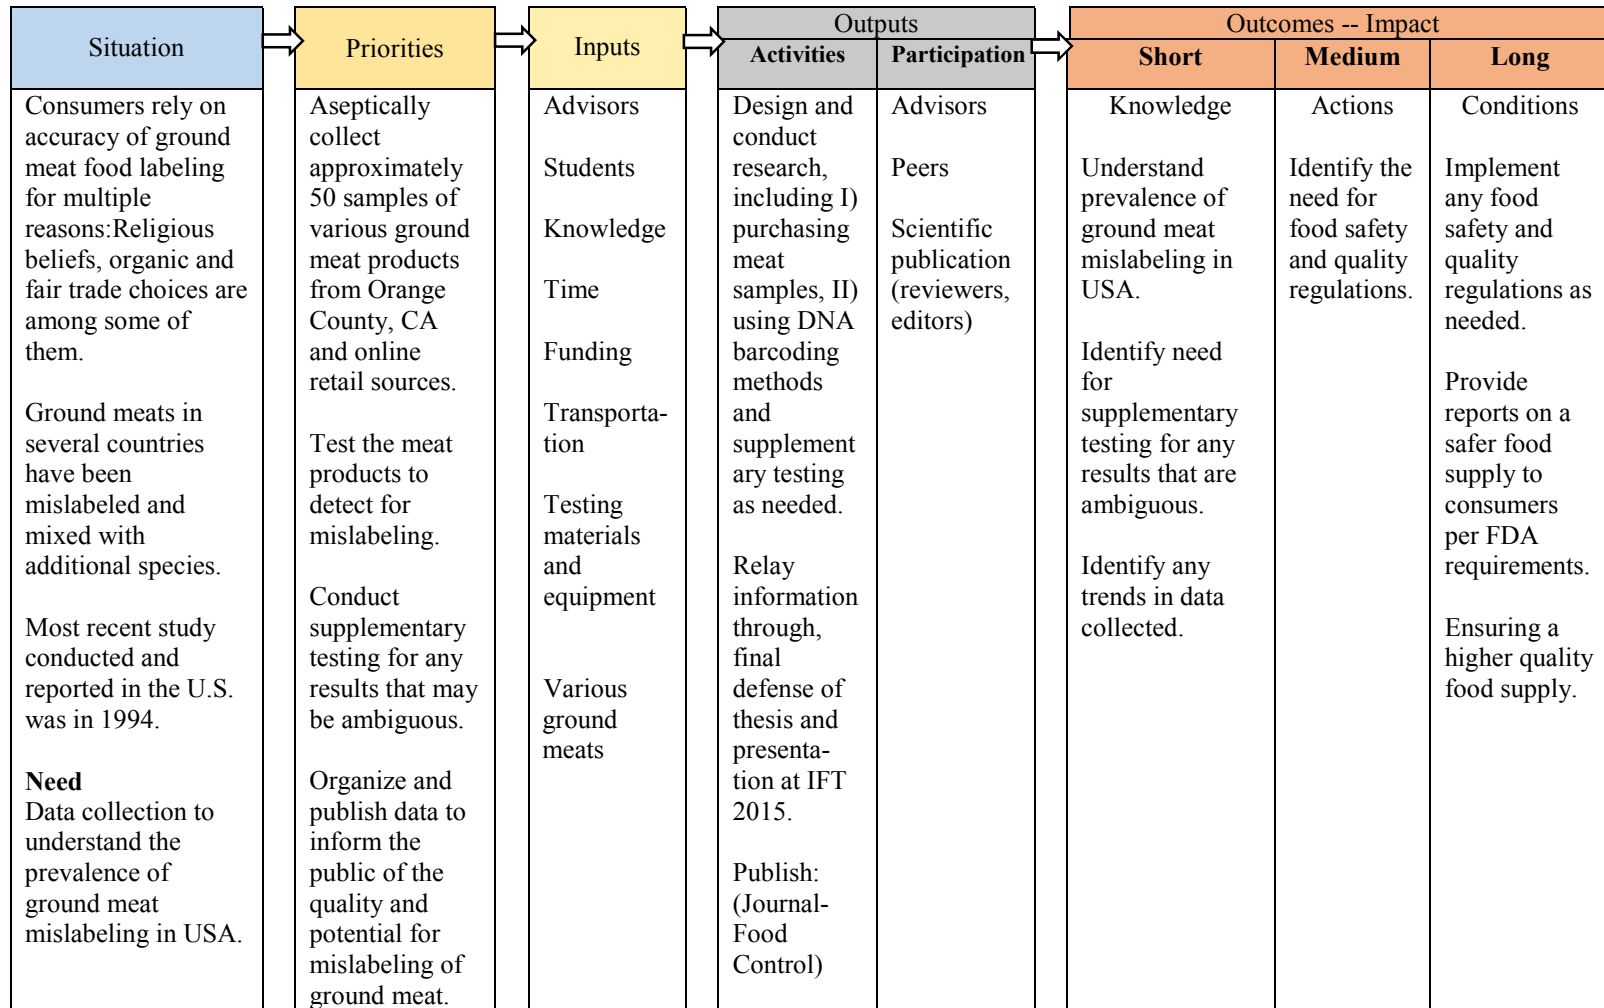 Situation
Priorities
Inputs
Outputs
Activities
Participation
Outcomes -- Impact
Short
Medium
Long
Consumers rely on
accuracy of ground
meat food labeling
for multiple
reasons:Religious
beliefs, organic and
fair trade choices are
among some of
them.
Ground meats in
several countries
have been
mislabeled and
mixed with
additional species.
Most recent study
conducted and
reported in the U.S.
was in 1994.
Need
Data collection to
understand the
prevalence of
ground meat
mislabeling in USA.
Aseptically
collect
approximately
50 samples of
various ground
meat products
from Orange
County, CA
and online
retail sources.
Test the meat
products to
detect for
mislabeling.
Conduct
supplementary
testing for any
results that may
be ambiguous.
Organize and
publish data to
inform the
public of the
quality and
potential for
mislabeling of
ground meat.
Advisors
Students
Knowledge
Time
Funding
Transporta-
tion
Testing
materials
and
equipment
Various
ground
meats
Design and
conduct
research,
including I)
purchasing
meat
samples, II)
using DNA
barcoding
methods
and
supplement
ary testing
as needed.
Relay
information
through,
final
defense of
thesis and
presenta-
tion at IFT
2015.
Publish:
(Journal-
Food
Control)
Advisors
Peers
Scientific
publication
(reviewers,
editors)
Knowledge
Understand
prevalence of
ground meat
mislabeling in
USA.
Identify need
for
supplementary
testing for any
results that are
ambiguous.
Identify any
trends in data
collected.
Actions
Identify the
need for
food safety
and quality
regulations.
Conditions
Implement
any food
safety and
quality
regulations as
needed.
Provide
reports on a
safer food
supply to
consumers
per FDA
requirements.
Ensuring a
higher quality
food supply.